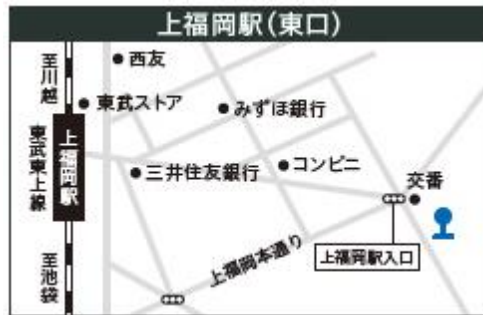 上福岡駅(東口)
至川越
西友
東武ストア
みずほ銀行
東武東上線
上福岡駅
三井住友銀行
コンビニ
交番
上福岡駅入口
上福岡本通り
至池袋